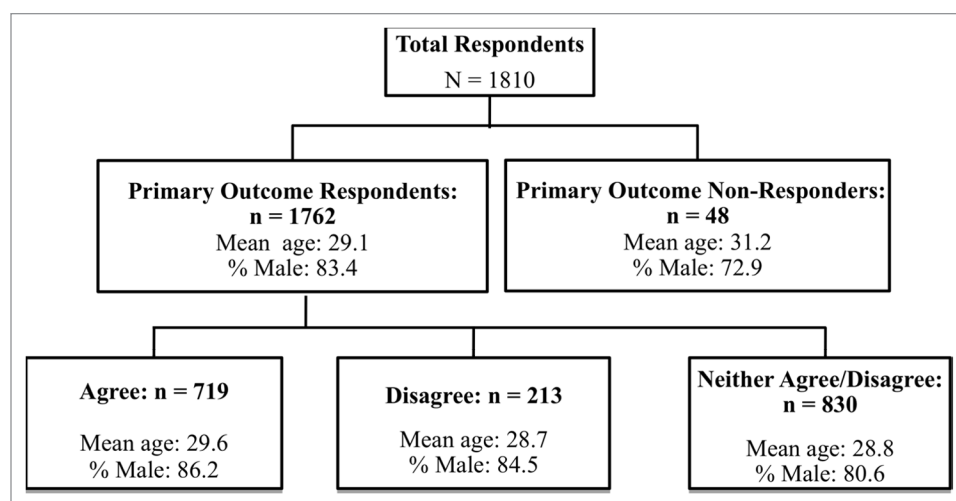 Total Respondents
N = 1810
Primary Outcome Respondents:
n = 1762
Mean age: 29.1
% Male: 83.4
Primary Outcome Non-Responders:
n = 48
Mean age: 31.2
% Male: 72.9
Agree: n = 719
Mean age: 29.6
% Male: 86.2
Disagree: n = 213
Mean age: 28.7
% Male: 84.5
Neither Agree/Disagree:
n = 830
Mean age: 28.8
% Male: 80.6